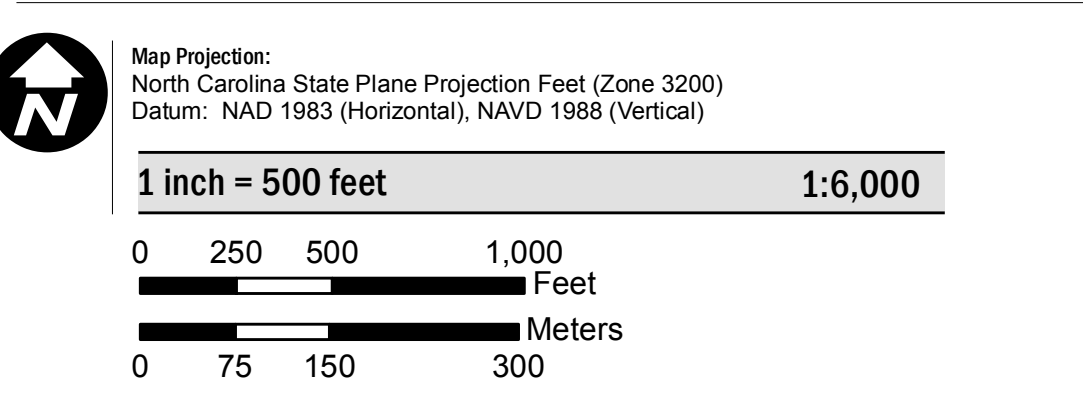 N
Map Projection:
North Carolina State Plane Projection Feet (Zone 3200)
Datum: NAD 1983 (Horizontal), NAVD 1988 (Vertical)
1 inch = 500 feet 1:6,000
0 250 500 1,000
Feet
Meters
0 75 150 300